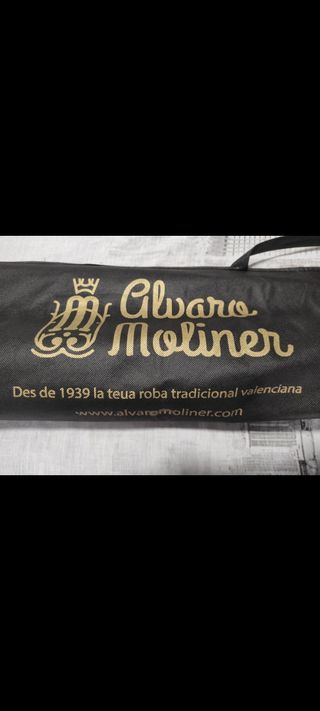 Alvaro
Moliner
Des de 1939 la teua roba tradicional valenciana
www.alvaromoliner.com